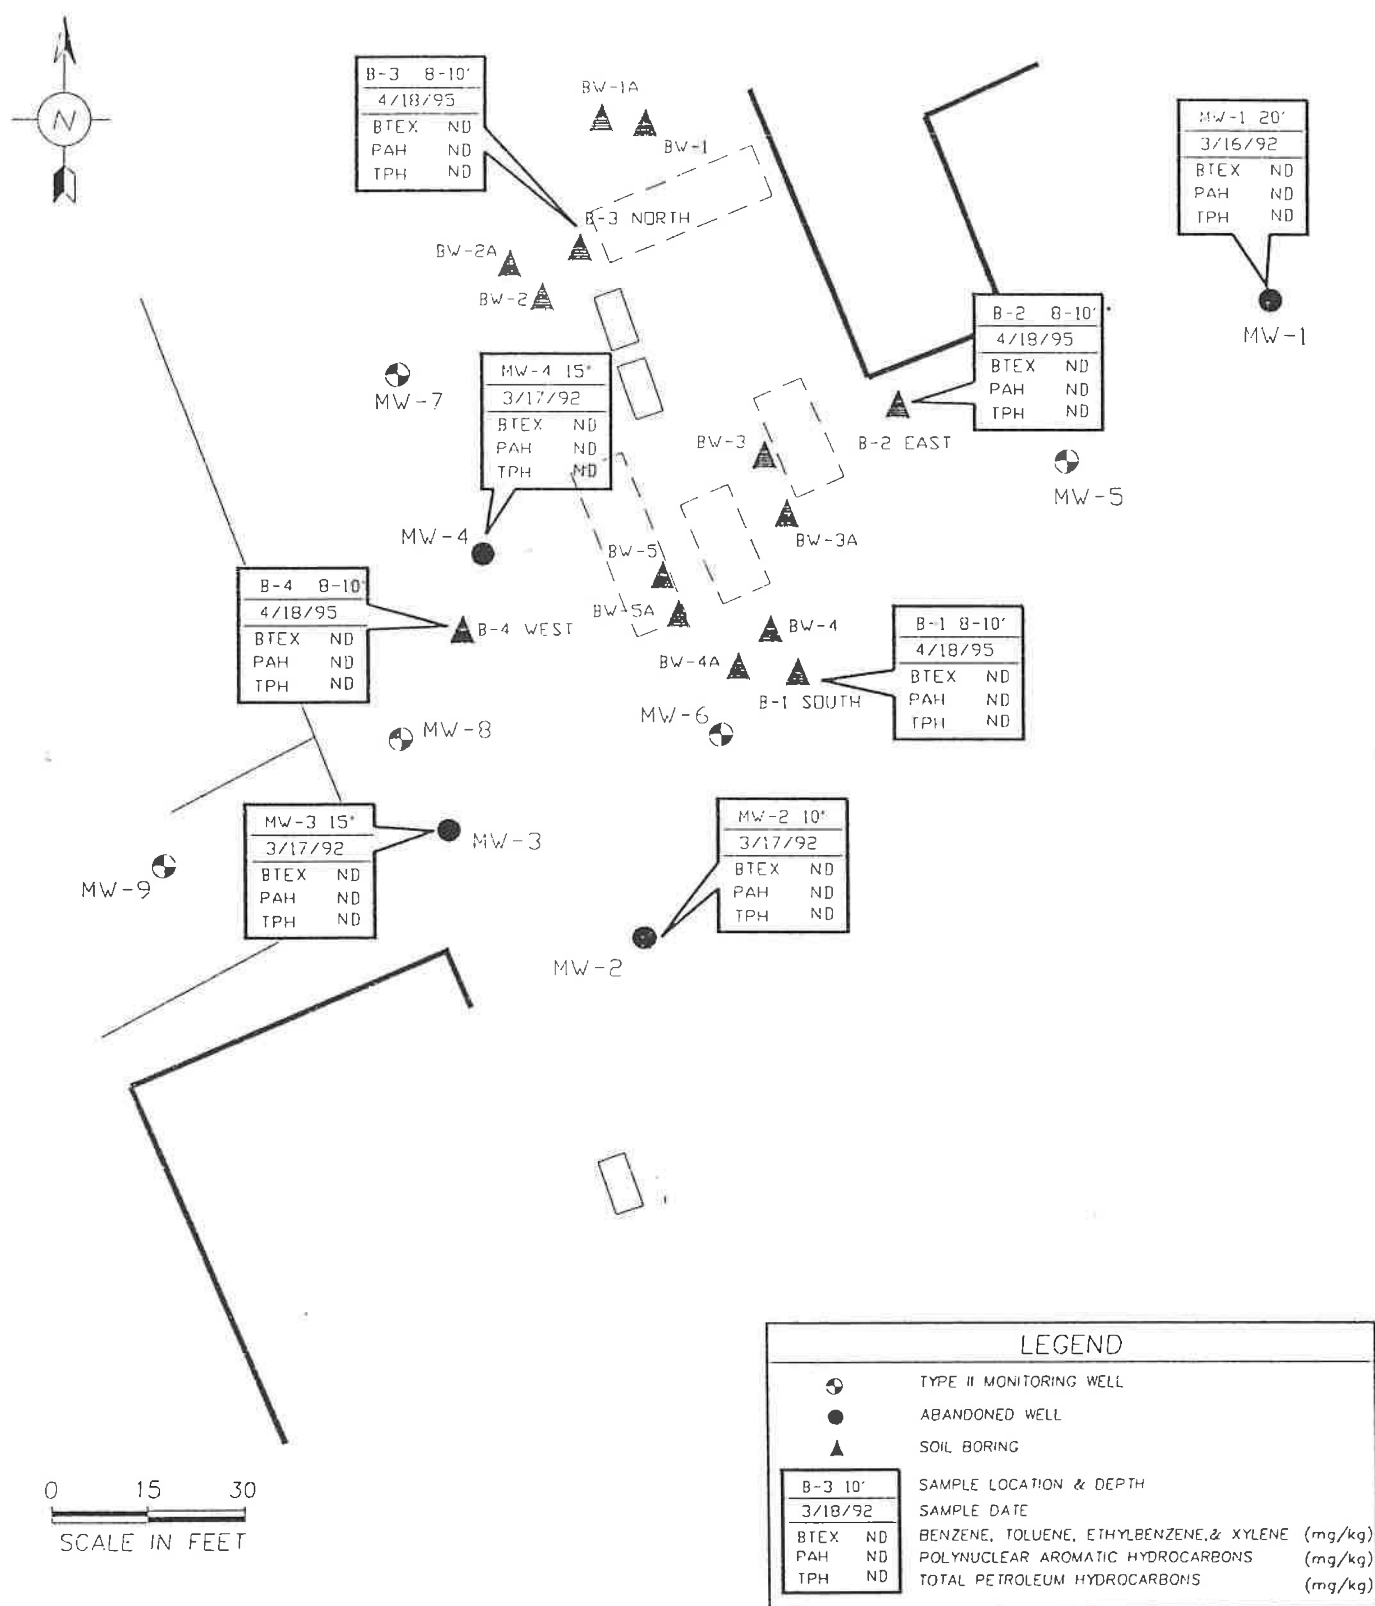 N
B-3 8-10'
4/18/95
BTEX ND
PAH ND
TPH ND
BW-1A
BW-1
MW-1 20'
3/16/92
BTEX ND
PAH ND
TPH ND
MW-1
B-3 NORTH
BW-2A
BW-2
B-2 8-10'
4/18/95
BTEX ND
PAH ND
TPH ND
B-2 EAST
MW-7
MW-4 15'
3/17/92
BTEX ND
PAH ND
TPH ND
MW-4
BW-3
MW-5
BW-3A
BW-5
BW-5A
B-4 8-10'
4/18/95
BTEX ND
PAH ND
TPH ND
B-4 WEST
BW-4
BW-4A
B-1 8-10'
4/18/95
BTEX ND
PAH ND
TPH ND
B-1 SOUTH
MW-6
MW-8
MW-3 15'
3/17/92
BTEX ND
PAH ND
TPH ND
MW-3
MW-9
MW-2 10'
3/17/92
BTEX ND
PAH ND
TPH ND
MW-2
0 15 30
SCALE IN FEET
LEGEND
TYPE II MONITORING WELL
ABANDONED WELL
SOIL BORING
B-3 10' SAMPLE LOCATION & DEPTH
3/18/92 SAMPLE DATE
BTEX ND BENZENE, TOLUENE, ETHYLBENZENE,& XYLENE (mg/kg)
PAH ND POLYNUCLEAR AROMATIC HYDROCARBONS (mg/kg)
TPH ND TOTAL PETROLEUM HYDROCARBONS (mg/kg)